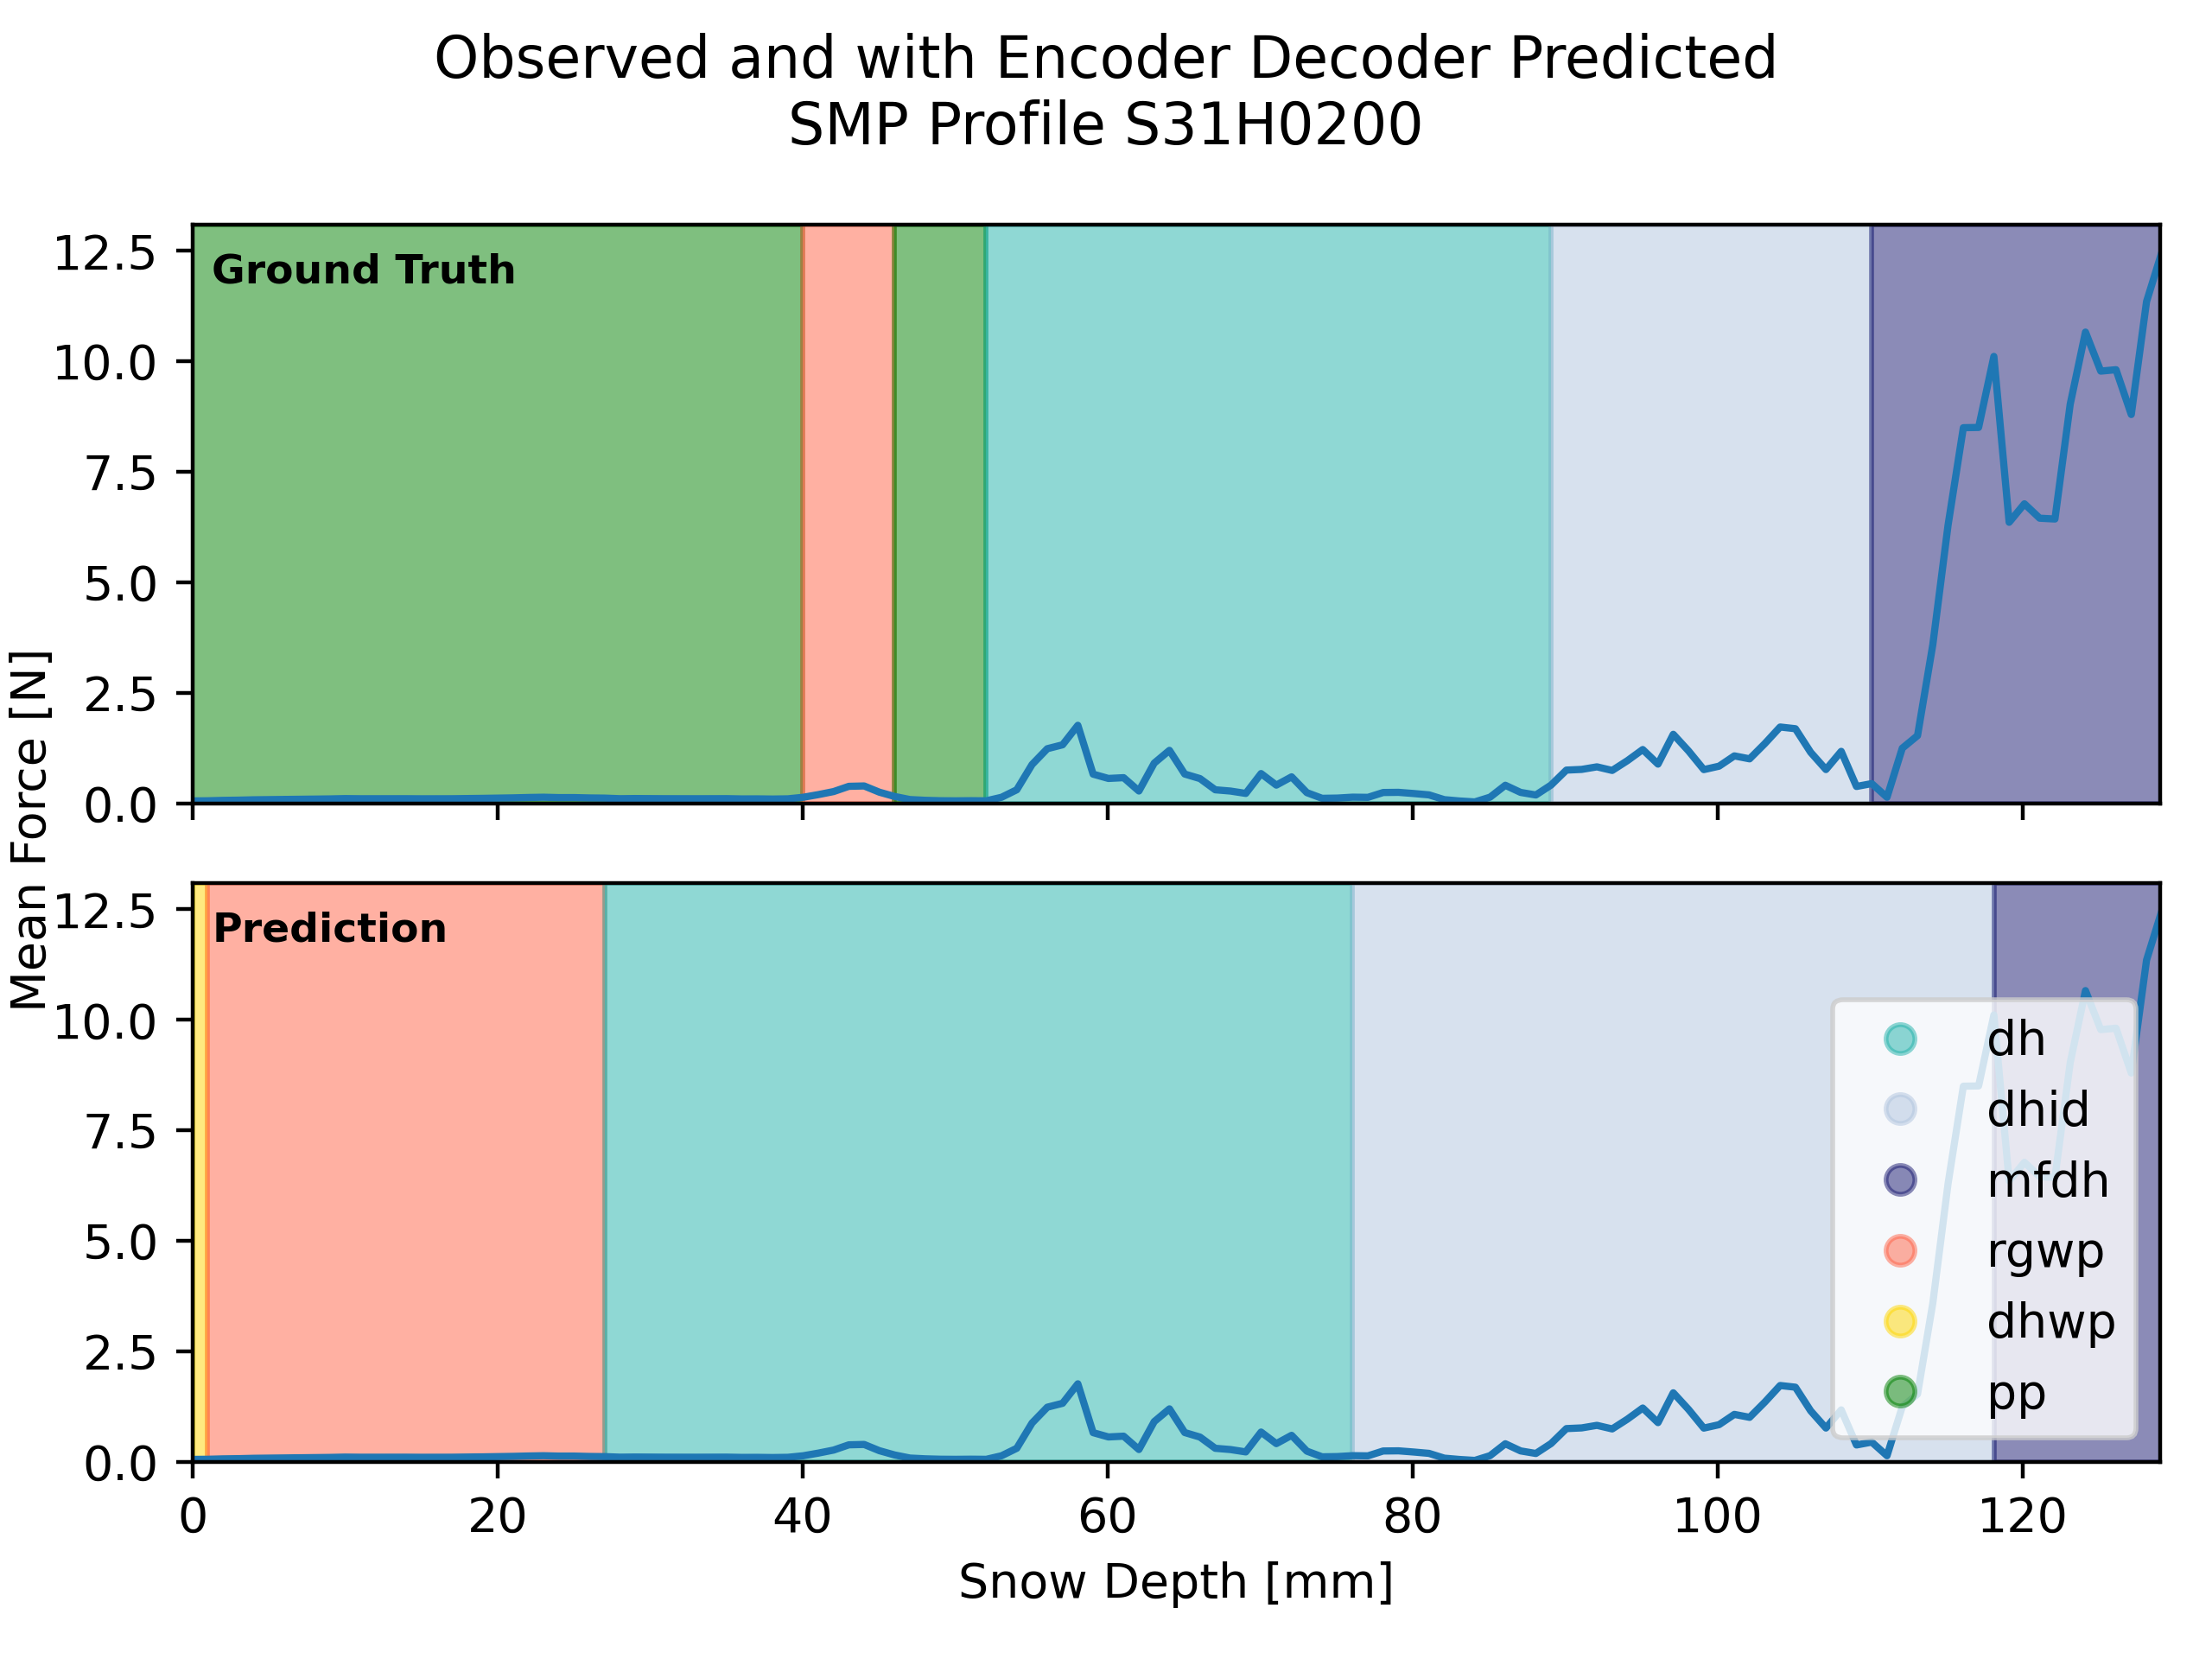 Observed and with Encoder Decoder Predicted
SMP Profile S31H0200
Mean Force [N]
12.5
10.0
7.5
5.0
2.5
0.0
Ground Truth
12.5
10.0
7.5
5.0
2.5
0.0
Prediction
dh
dhid
mfdh
rgwp
dhwp
pp
0 20 40 60 80 100 120
Snow Depth [mm]